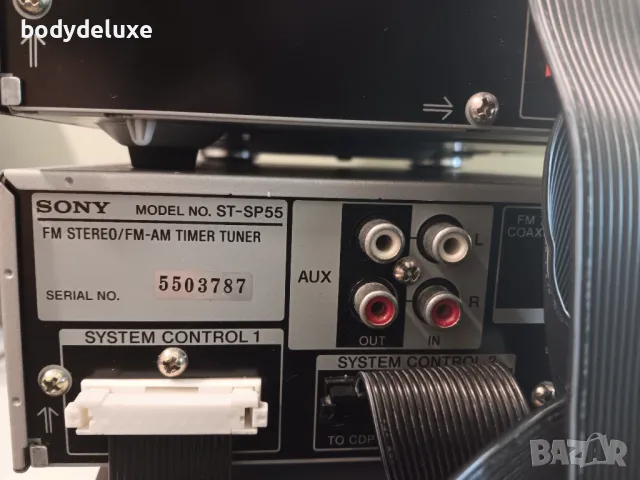 bodydeluxe
SONY MODEL NO. ST-SP55
FM STEREO/FM-AM TIMER TUNER
SERIAL NO. 5503787
AUX
L
R
OUT IN
FM
COAX
SYSTEM CONTROL 1
SYSTEM CONTROL 2
TO CDP
BAZAR